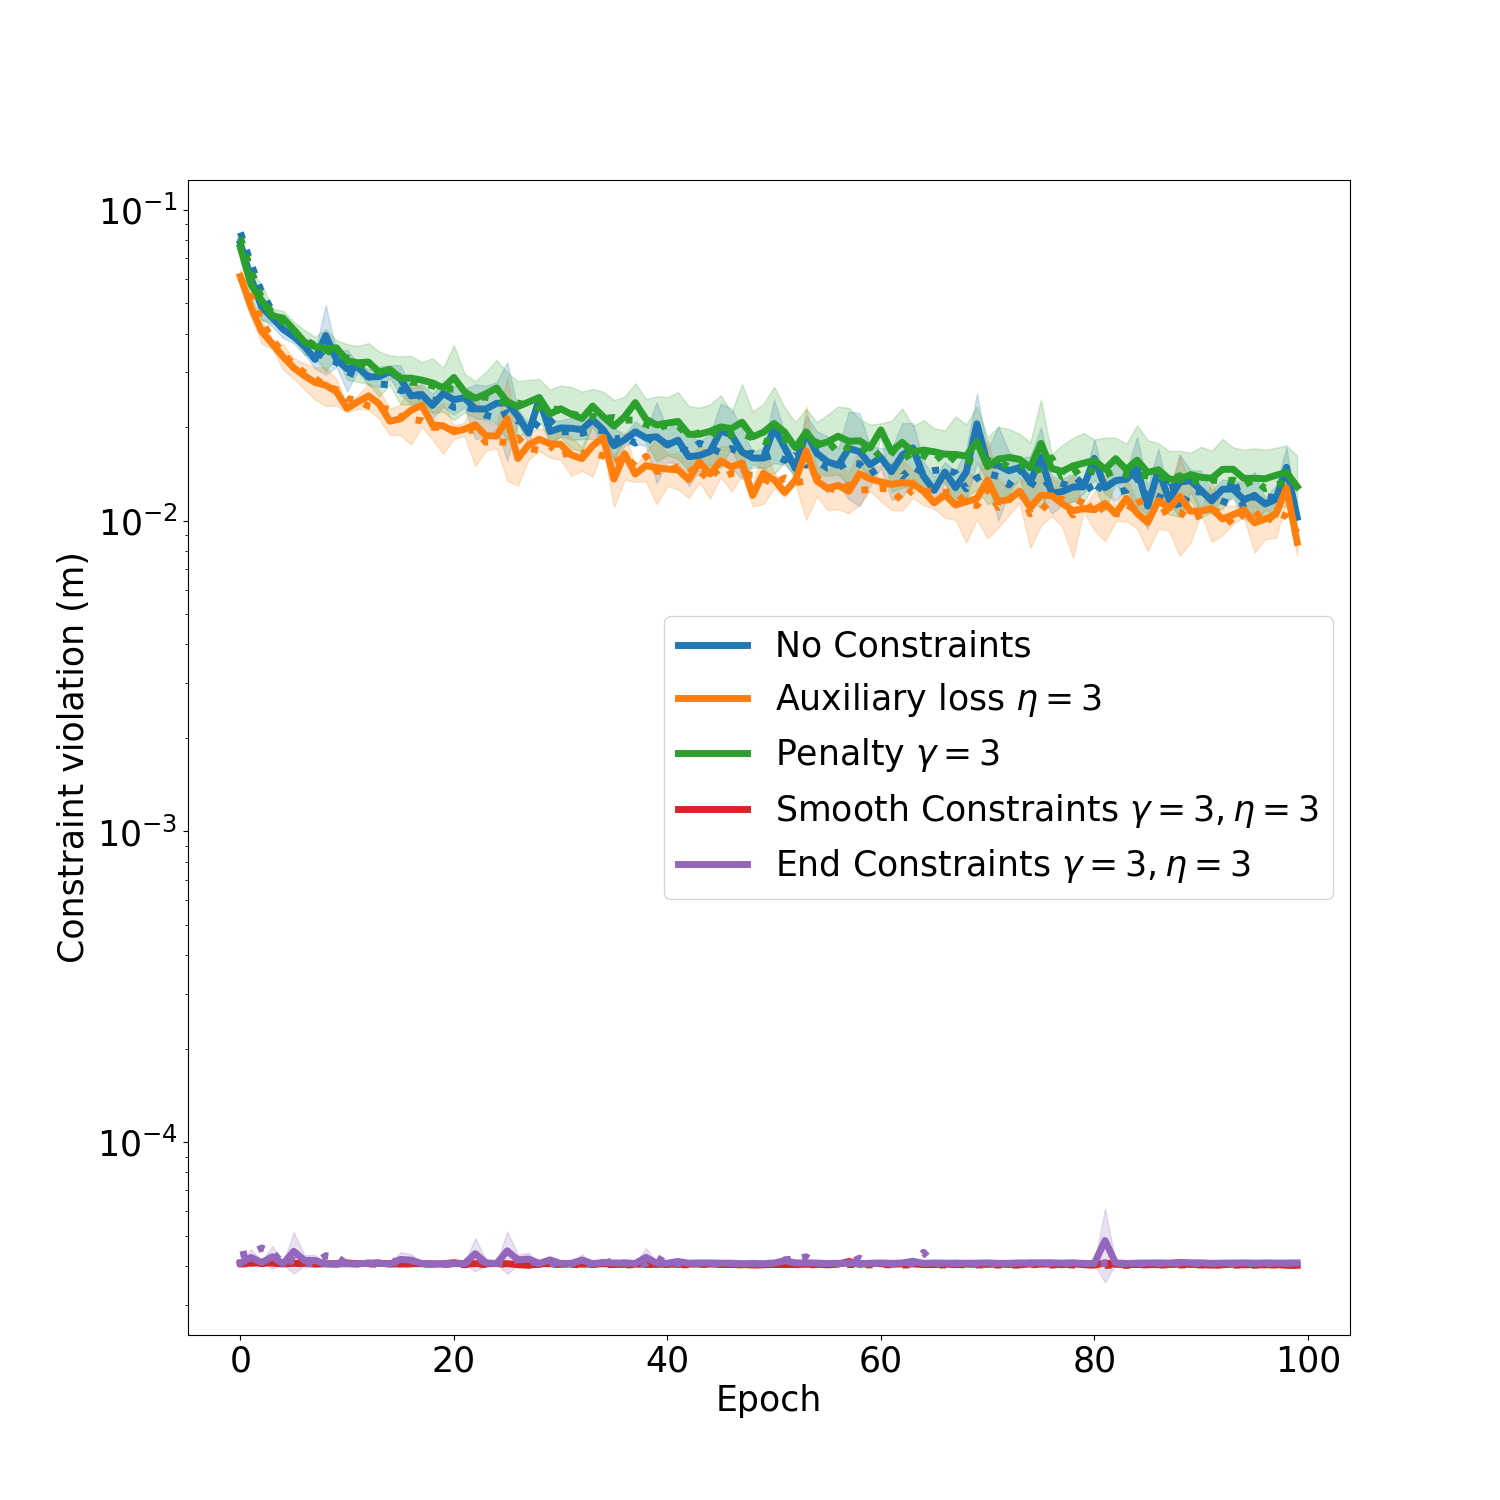 10⁻¹
10⁻²
10⁻³
10⁻⁴
Constraint violation (m)
No Constraints
Auxiliary loss η = 3
Penalty γ = 3
Smooth Constraints γ = 3, η = 3
End Constraints γ = 3, η = 3
0 20 40 60 80 100
Epoch